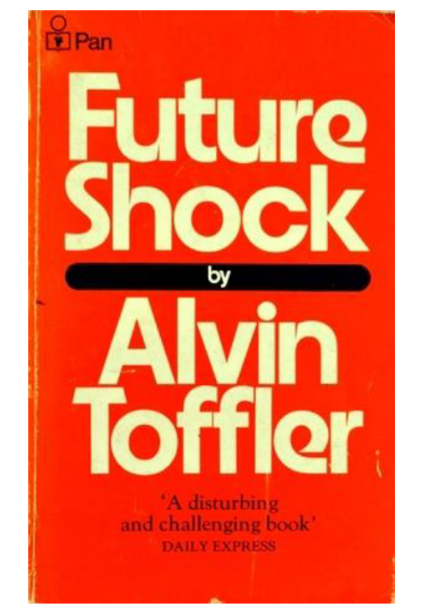 Pan
Future
Shock
by
Alvin
Toffler
'A disturbing
and challenging book'
DAILY EXPRESS